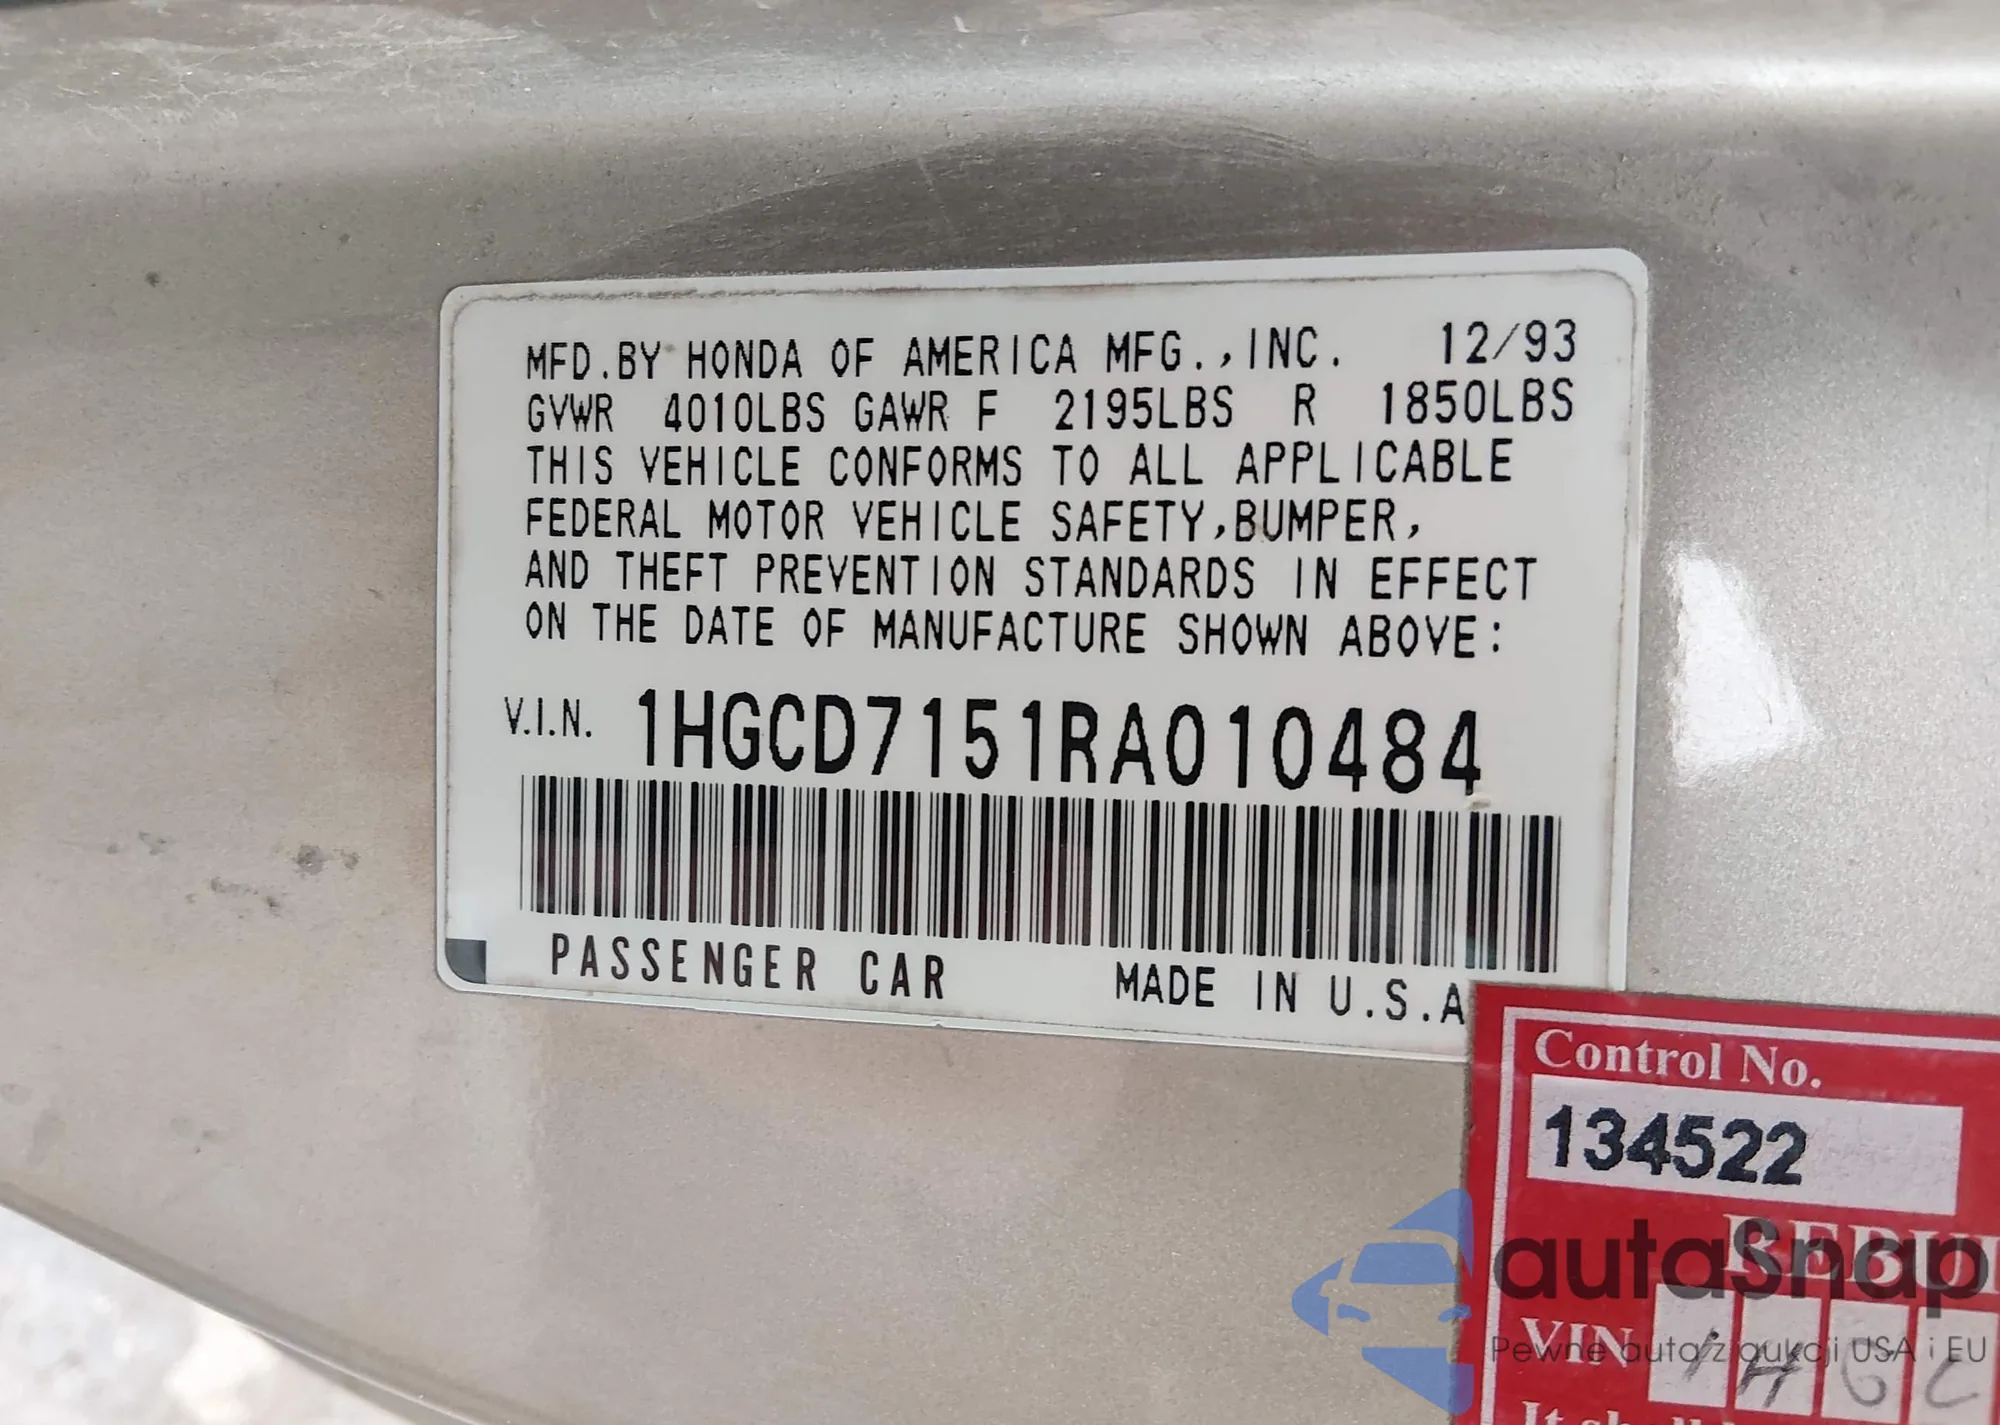 MFD.BY HONDA OF AMERICA MFG.,INC. 12/93
GVWR 4010LBS GAWR F 2195LBS R 1850LBS
THIS VEHICLE CONFORMS TO ALL APPLICABLE
FEDERAL MOTOR VEHICLE SAFETY,BUMPER,
AND THEFT PREVENTION STANDARDS IN EFFECT
ON THE DATE OF MANUFACTURE SHOWN ABOVE:
V.I.N. 1HGCD7151RA010484
PASSENGER CAR MADE IN U.S.A
Control No.
134522
REBUI
autaSnap
VIN 1HGC
Pewne auta z aukcji USA i EU